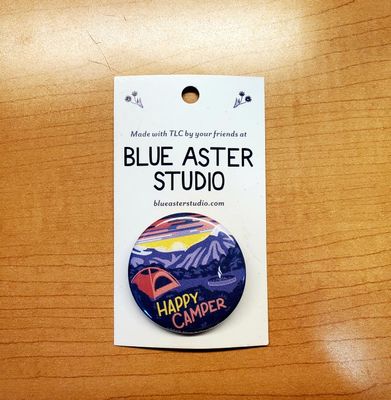 Made with TLC by your friends at
BLUE ASTER
STUDIO
blueasterstudio.com
HAPPY
CAMPER